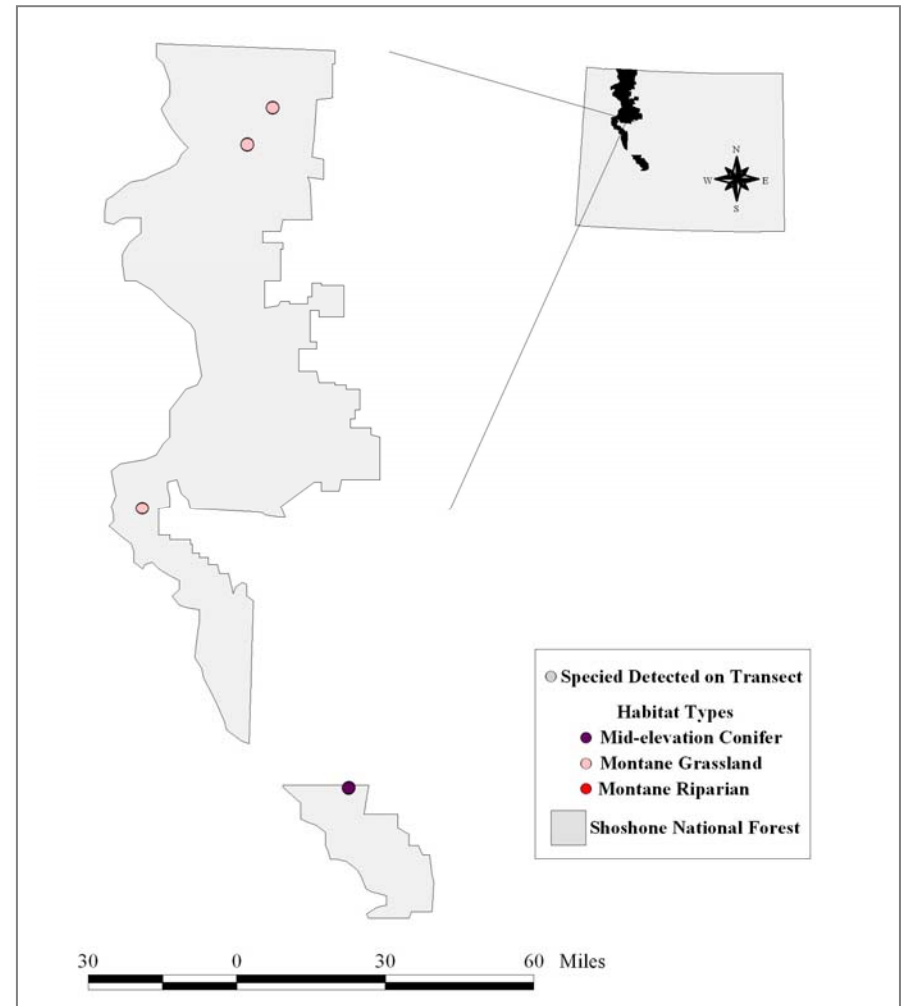 N
W E
S
Specied Detected on Transect
Habitat Types
Mid-elevation Conifer
Montane Grassland
Montane Riparian
Shoshone National Forest
30 0 30 60 Miles